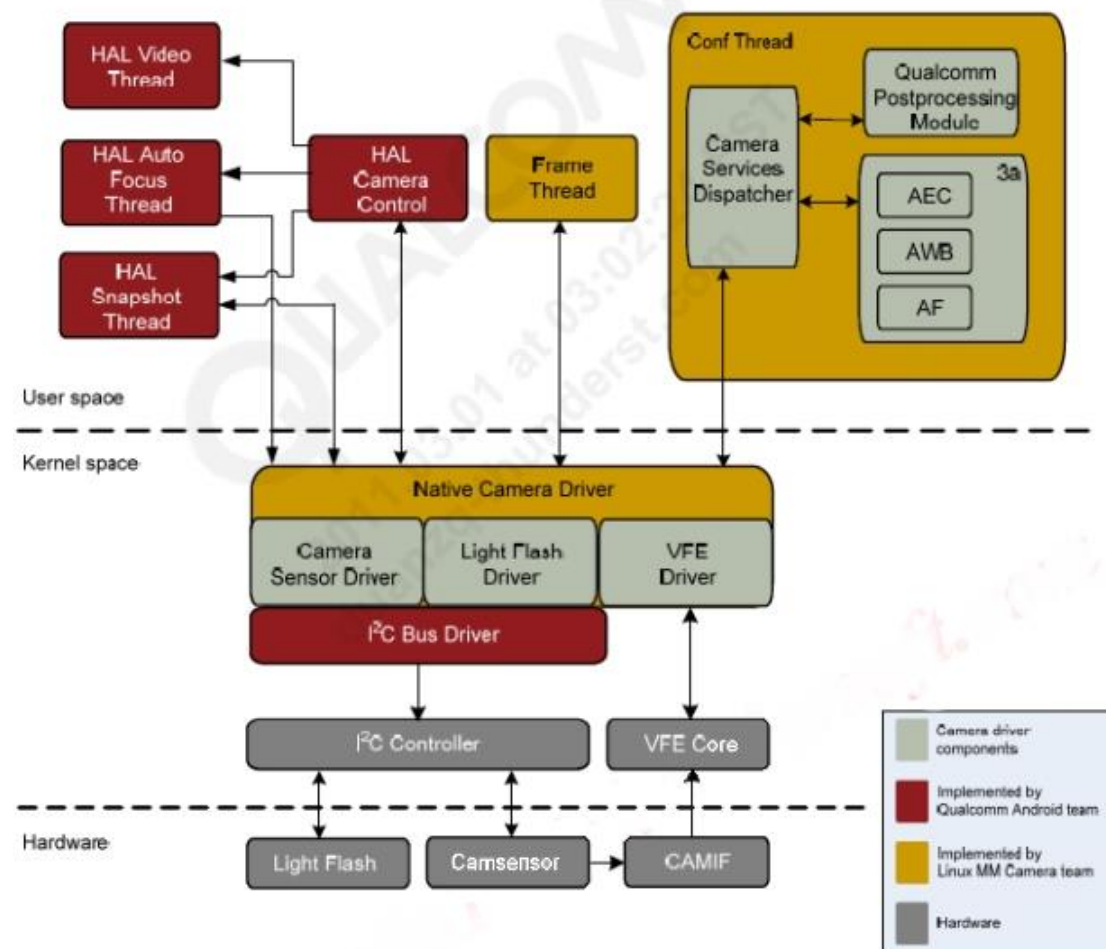 HAL Video
Thread
HAL Auto
Focus
Thread
HAL
Snapshot
Thread
HAL
Camera
Control
Frame
Thread
Conf Thread
Camera
Services
Dispatcher
Qualcomm
Postprocessing
Module
3a
AEC
AWB
AF
User space
Kernel space
Native Camera Driver
Camera
Sensor Driver
Light Flash
Driver
VFE
Driver
I²C Bus Driver
I²C Controller
VFE Core
Hardware
Light Flash
Camsensor
CAMIF
Camera driver
components
Implemented by
Qualcomm Android team
Implemented by
Linux MM Camera team
Hardware